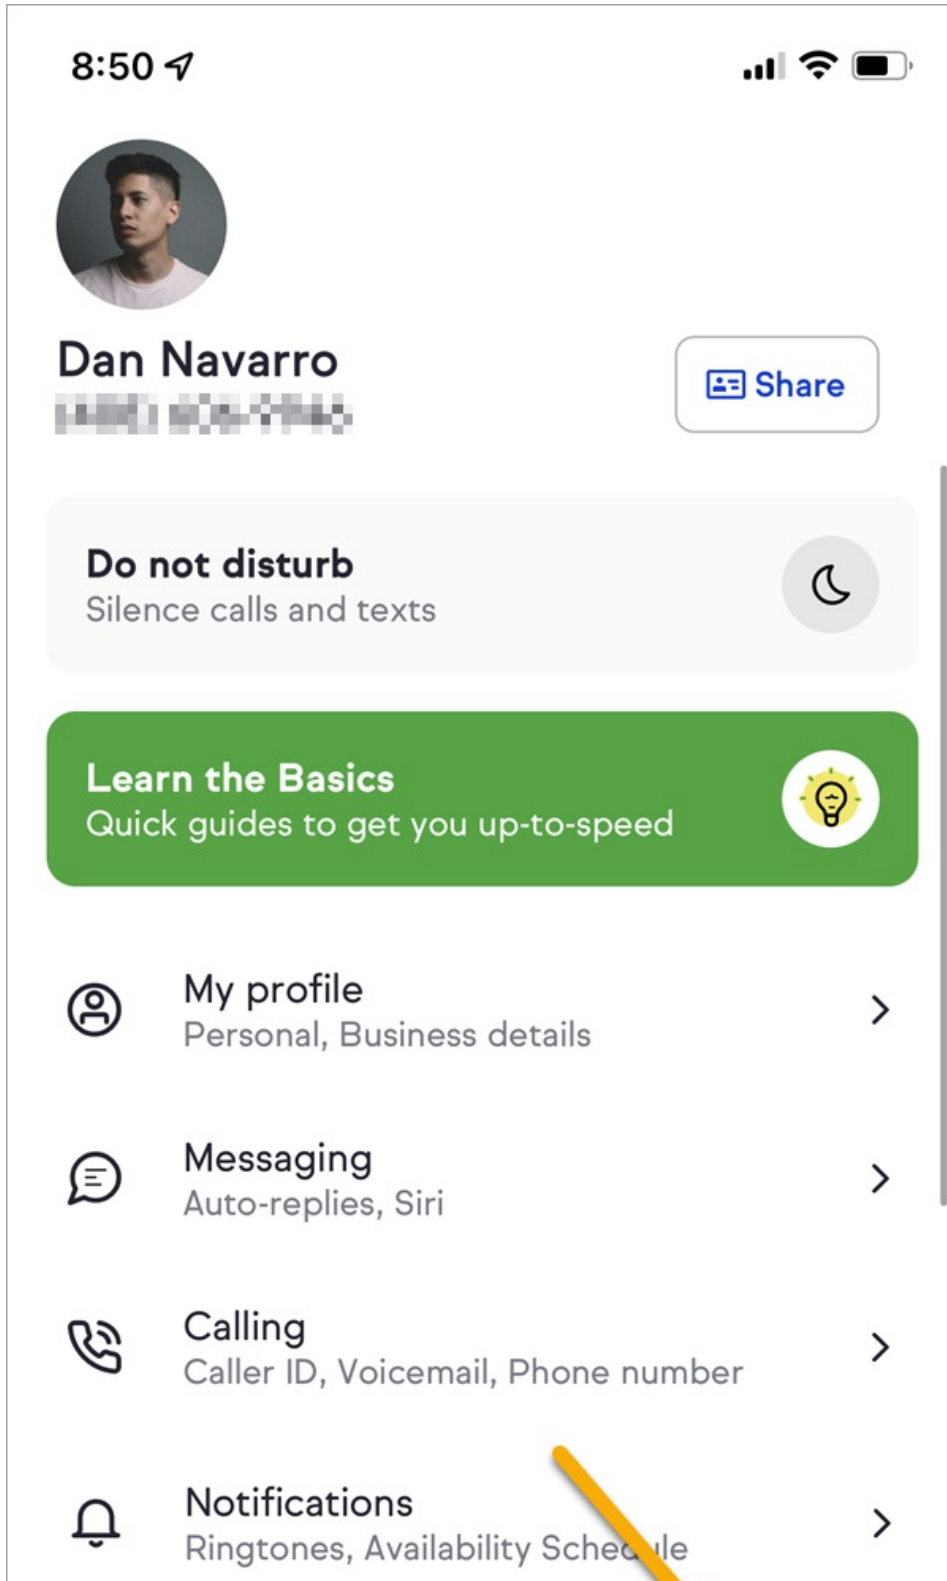 8:50
Dan Navarro
Share
Do not disturb
Silence calls and texts
Learn the Basics
Quick guides to get you up-to-speed
My profile
Personal, Business details
Messaging
Auto-replies, Siri
Calling
Caller ID, Voicemail, Phone number
Notifications
Ringtones, Availability Schedule